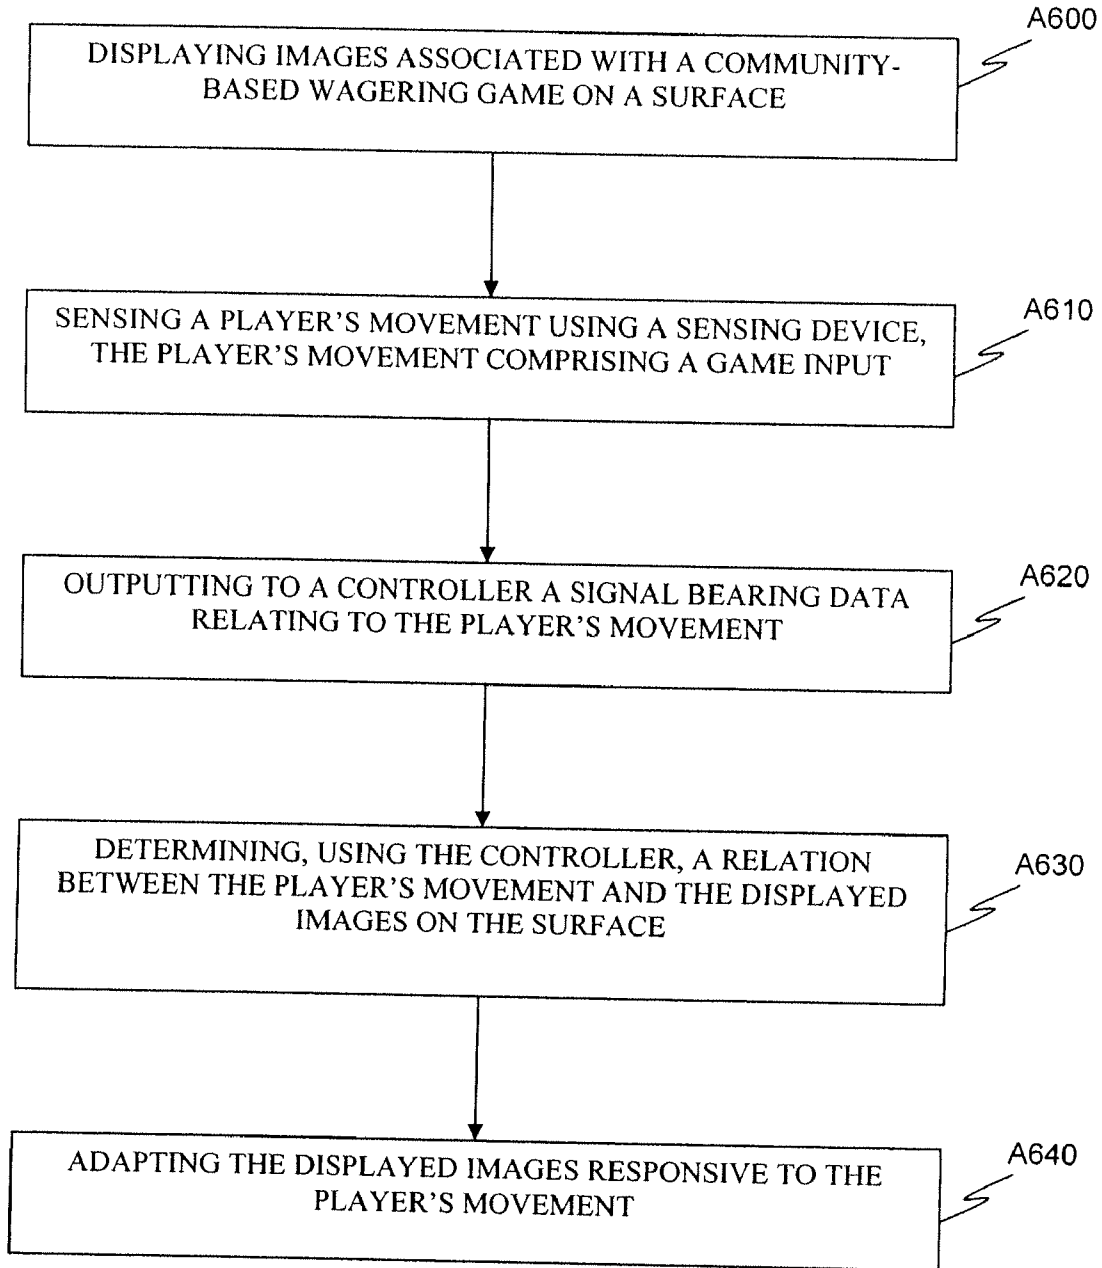 A600
DISPLAYING IMAGES ASSOCIATED WITH A COMMUNITY-
BASED WAGERING GAME ON A SURFACE
A610
SENSING A PLAYER'S MOVEMENT USING A SENSING DEVICE,
THE PLAYER'S MOVEMENT COMPRISING A GAME INPUT
A620
OUTPUTTING TO A CONTROLLER A SIGNAL BEARING DATA
RELATING TO THE PLAYER'S MOVEMENT
A630
DETERMINING, USING THE CONTROLLER, A RELATION
BETWEEN THE PLAYER'S MOVEMENT AND THE DISPLAYED
IMAGES ON THE SURFACE
A640
ADAPTING THE DISPLAYED IMAGES RESPONSIVE TO THE
PLAYER'S MOVEMENT